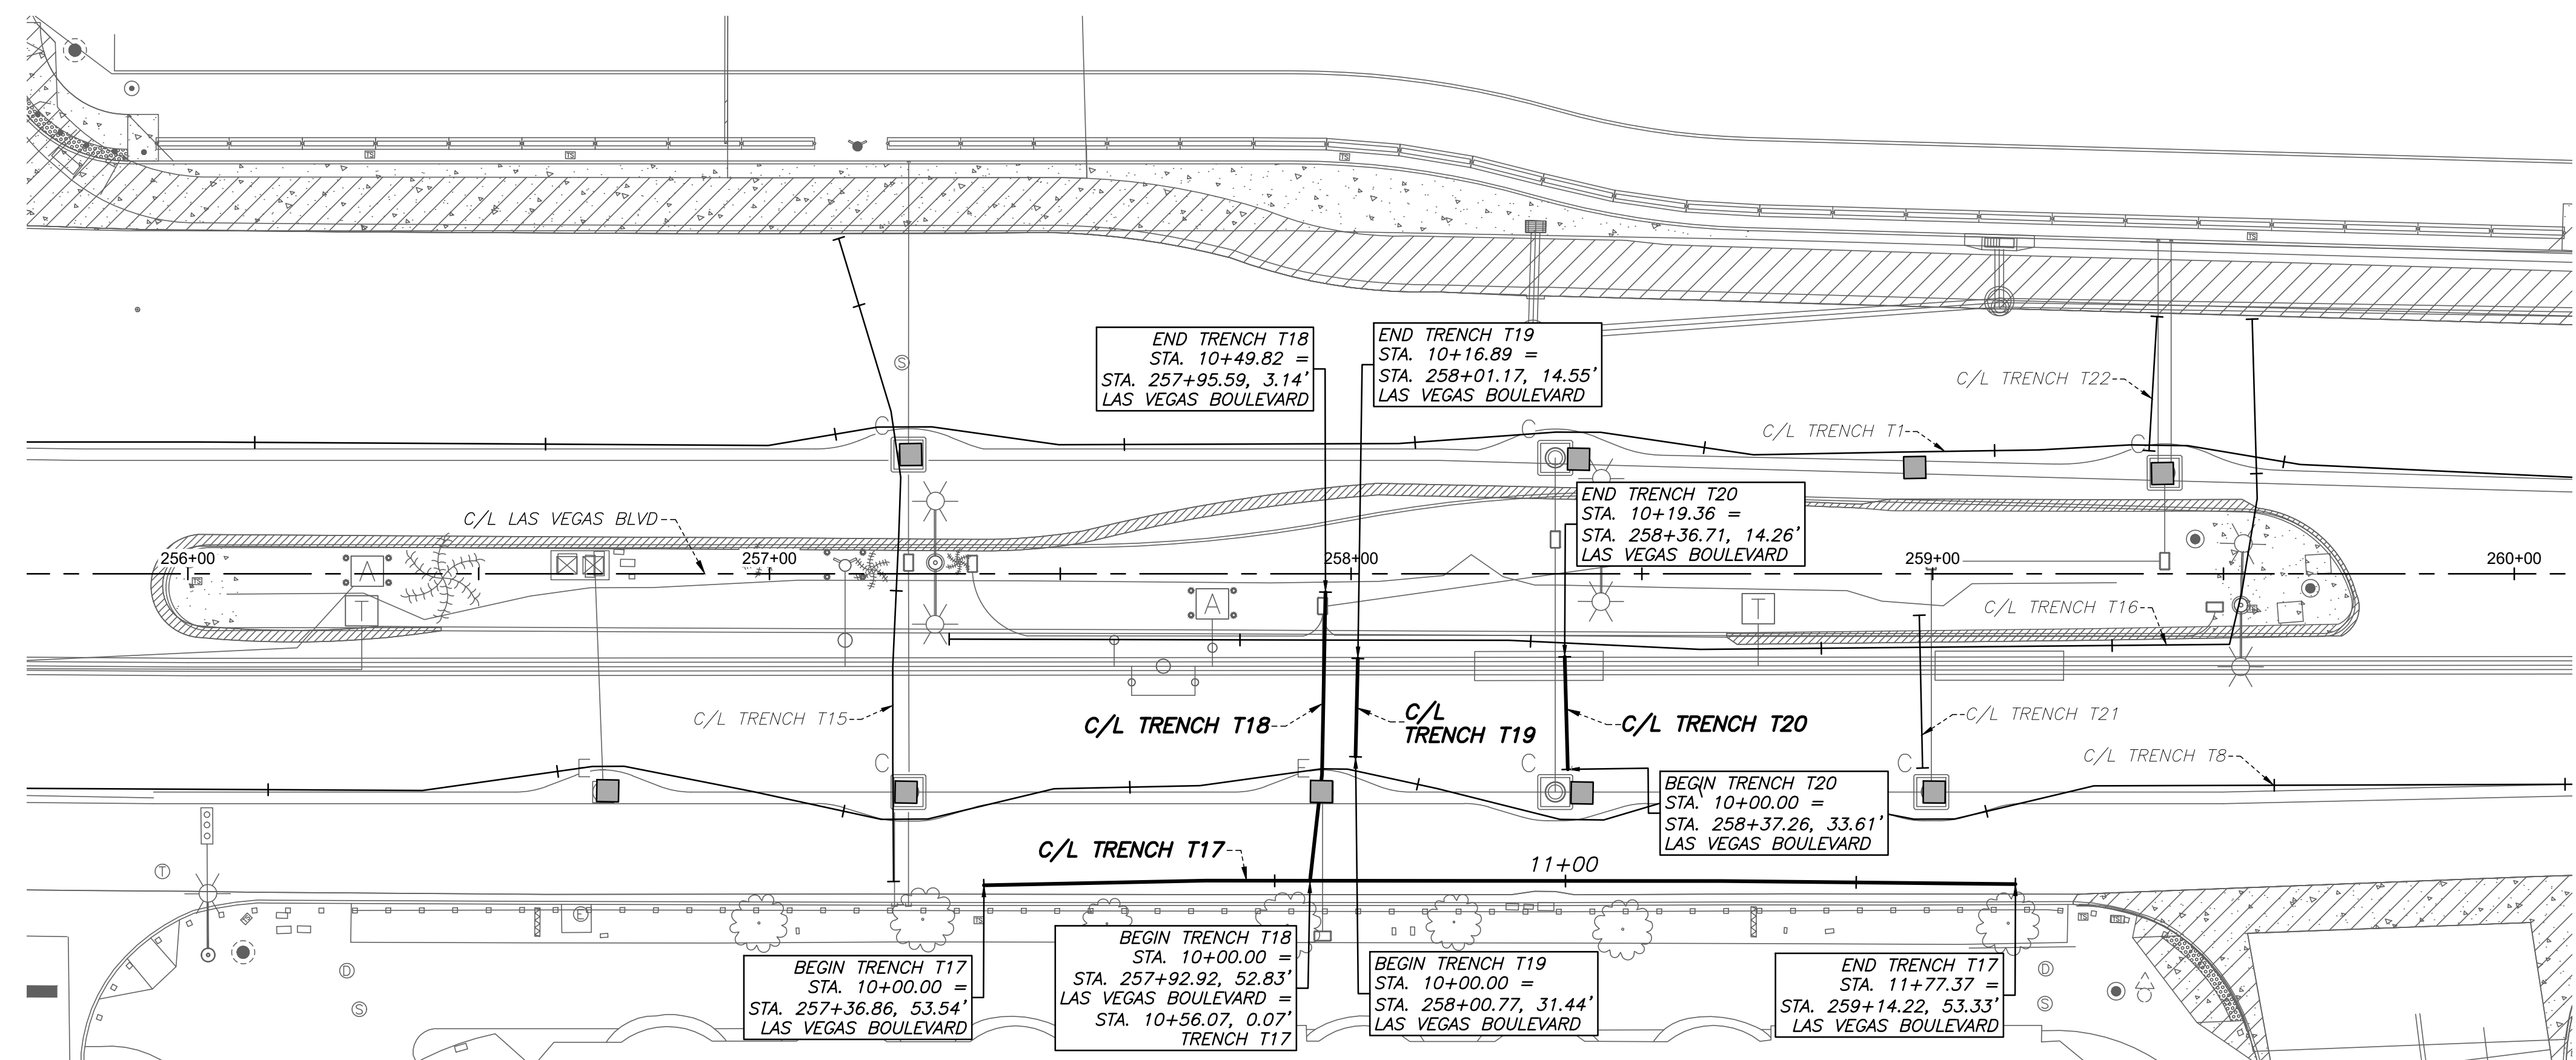 END TRENCH T18
STA. 10+49.82 =
STA. 257+95.59, 3.14'
LAS VEGAS BOULEVARD
END TRENCH T19
STA. 10+16.89 =
STA. 258+01.17, 14.55'
LAS VEGAS BOULEVARD
C/L TRENCH T22
C/L TRENCH T1
END TRENCH T20
STA. 10+19.36 =
STA. 258+36.71, 14.26'
LAS VEGAS BOULEVARD
C/L LAS VEGAS BLVD
256+00
257+00
258+00
259+00
260+00
C/L TRENCH T16
C/L TRENCH T15
C/L TRENCH T18
C/L
TRENCH T19
C/L TRENCH T20
C/L TRENCH T21
C/L TRENCH T8
BEGIN TRENCH T20
STA. 10+00.00 =
STA. 258+37.26, 33.61'
LAS VEGAS BOULEVARD
C/L TRENCH T17
11+00
BEGIN TRENCH T17
STA. 10+00.00 =
STA. 257+36.86, 53.54'
LAS VEGAS BOULEVARD
BEGIN TRENCH T18
STA. 10+00.00 =
STA. 257+92.92, 52.83'
LAS VEGAS BOULEVARD =
STA. 10+56.07, 0.07'
TRENCH T17
BEGIN TRENCH T19
STA. 10+00.00 =
STA. 258+00.77, 31.44'
LAS VEGAS BOULEVARD
END TRENCH T17
STA. 11+77.37 =
STA. 259+14.22, 53.33'
LAS VEGAS BOULEVARD
TS
TS
TS
TS
S
C
C
C
A
T
A
T
TS
E
C
E
C
C
T
E
TS
TS
TS
D
S
D
S